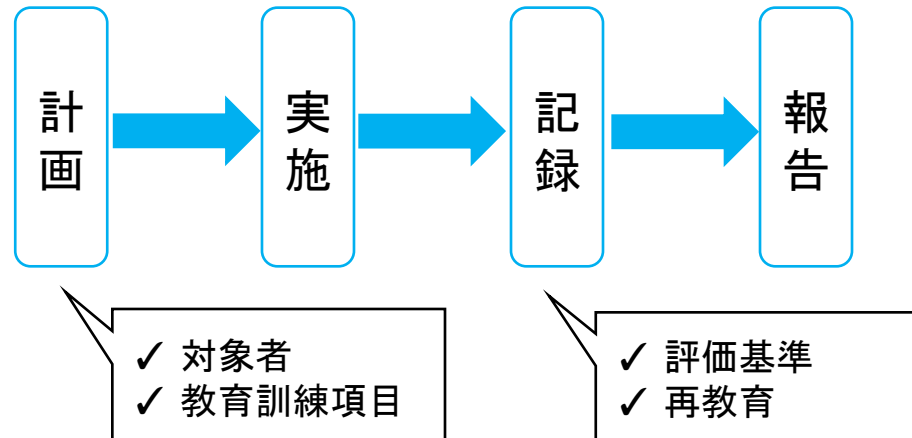 計画
実施
記録
報告
✓ 対象者
✓ 教育訓練項目
✓ 評価基準
✓ 再教育